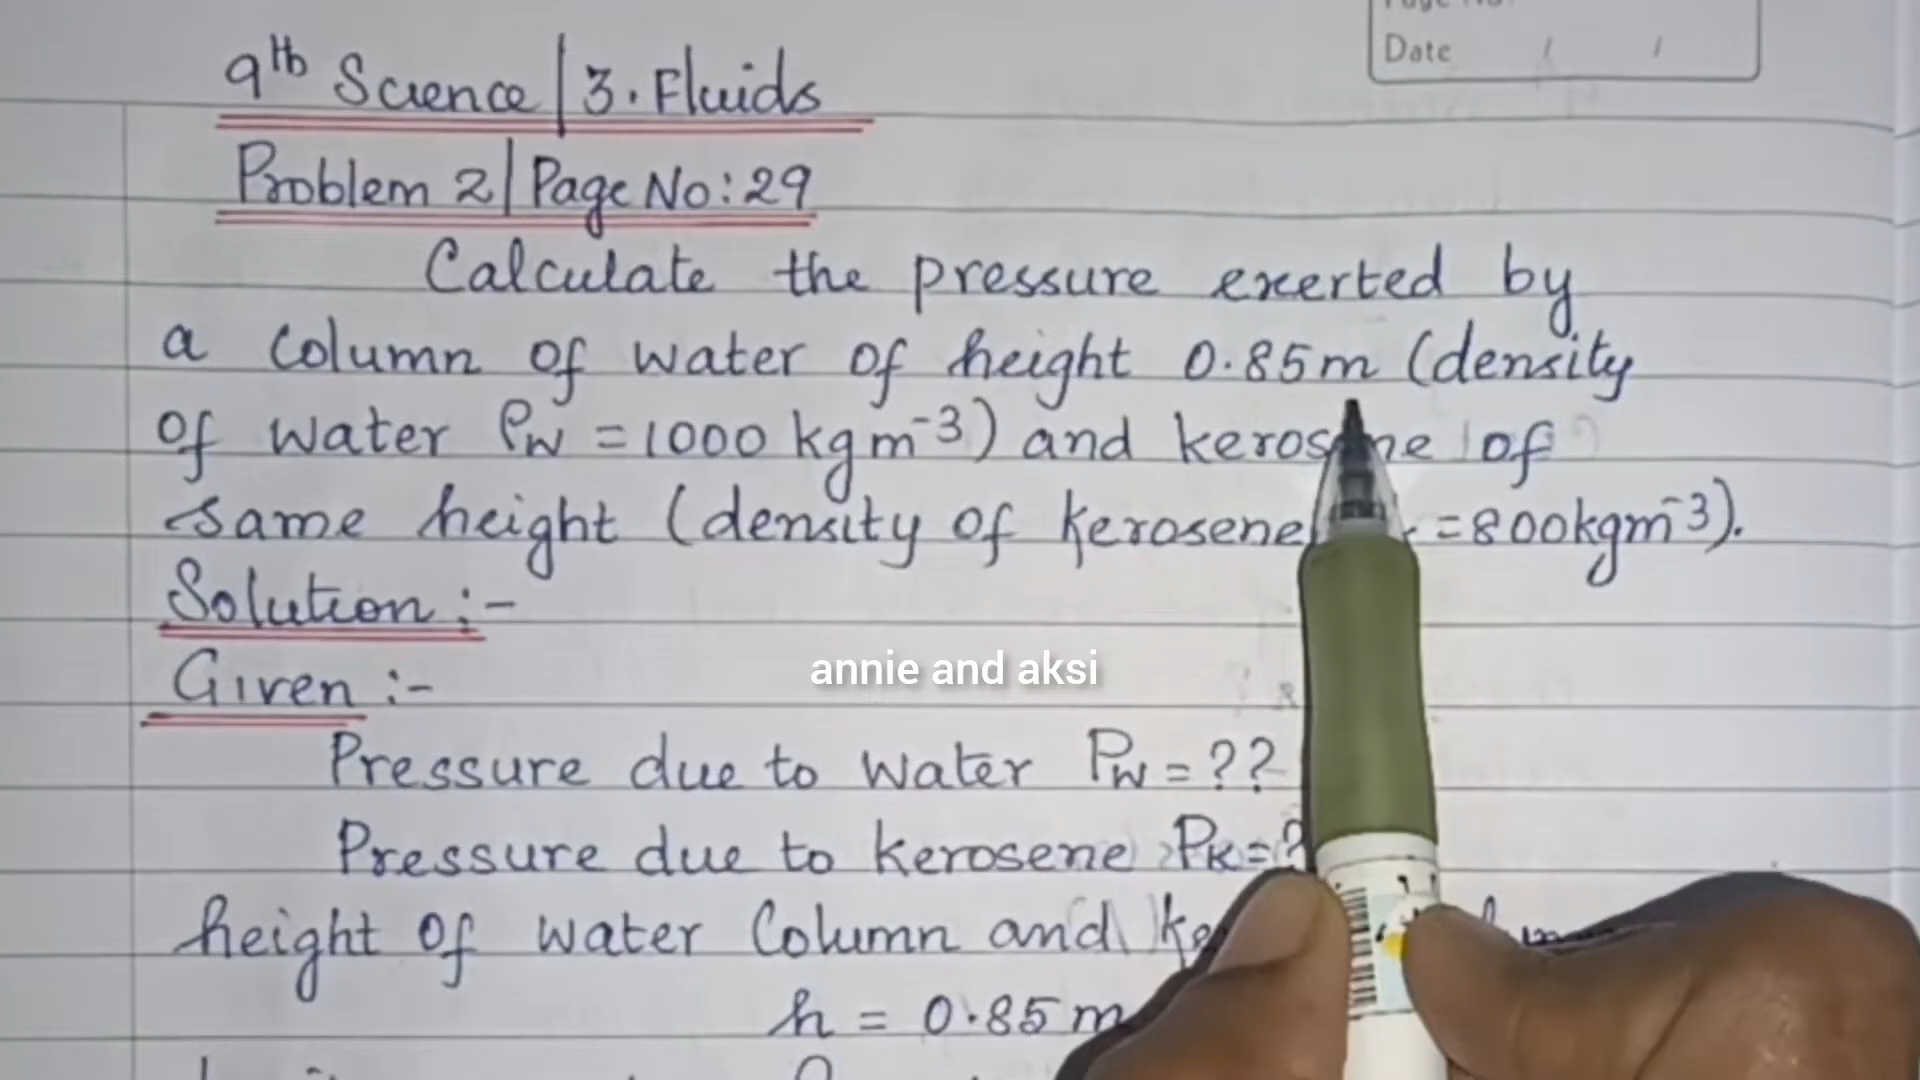 Date / /
9th Science | 3. Fluids
Problem 2 | Page No: 29
Calculate the pressure exerted by
a column of water of height 0.85m (density
of water ρw = 1000 kg m⁻³) and kerosene of
same height (density of kerosene = 800kgm⁻³).
Solution :-
Given :-
annie and aksi
Pressure due to water Pw = ??
Pressure due to kerosene PK = ?
height of water Column and
h = 0.85 m